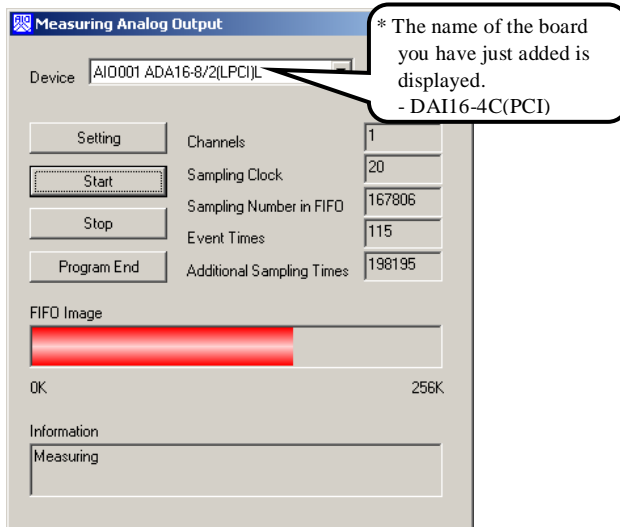 Measuring Analog Output
Device
AIO001 ADA16-8/2(LPCI)L
* The name of the board
you have just added is
displayed.
- DAI16-4C(PCI)
Setting
Start
Stop
Program End
Channels
1
Sampling Clock
20
Sampling Number in FIFO
167806
Event Times
115
Additional Sampling Times
198195
FIFO Image
0K
256K
Information
Measuring